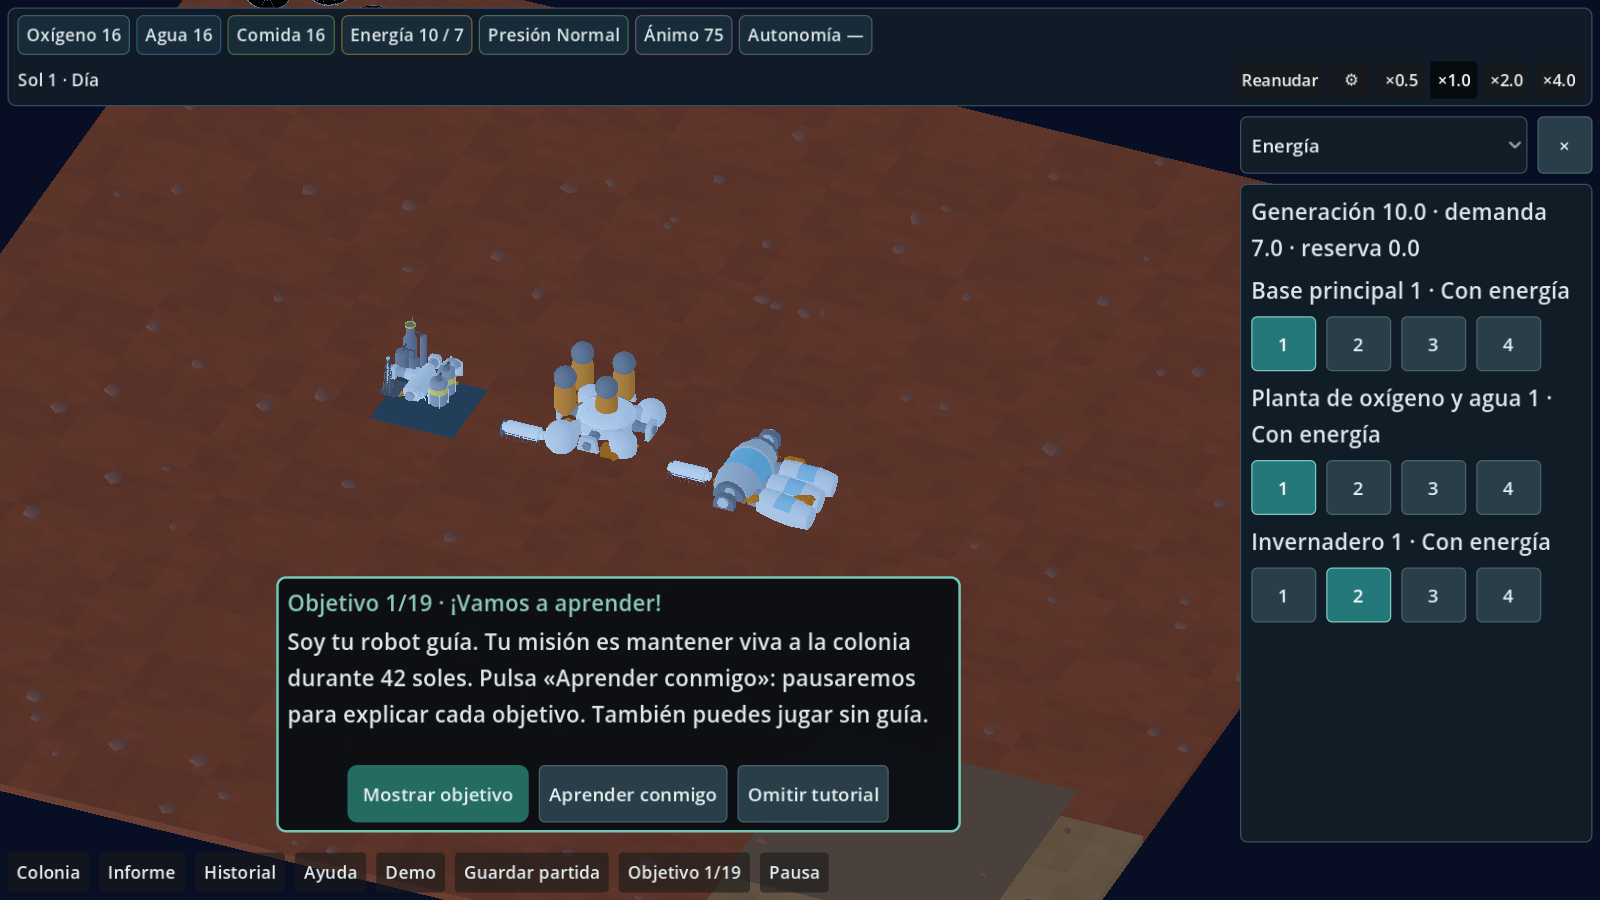 Oxígeno 16 Agua 16 Comida 16 Energía 10 / 7 Presión Normal Ánimo 75 Autonomía —
Sol 1 · Día Reanudar ⚙ ×0.5 ×1.0 ×2.0 ×4.0
Energía ×
Generación 10.0 · demanda
7.0 · reserva 0.0
Base principal 1 · Con energía
1 2 3 4
Planta de oxígeno y agua 1 ·
Con energía
1 2 3 4
Invernadero 1 · Con energía
1 2 3 4
Objetivo 1/19 · ¡Vamos a aprender!
Soy tu robot guía. Tu misión es mantener viva a la colonia
durante 42 soles. Pulsa «Aprender conmigo»: pausaremos
para explicar cada objetivo. También puedes jugar sin guía.
Mostrar objetivo Aprender conmigo Omitir tutorial
Colonia Informe Historial Ayuda Demo Guardar partida Objetivo 1/19 Pausa